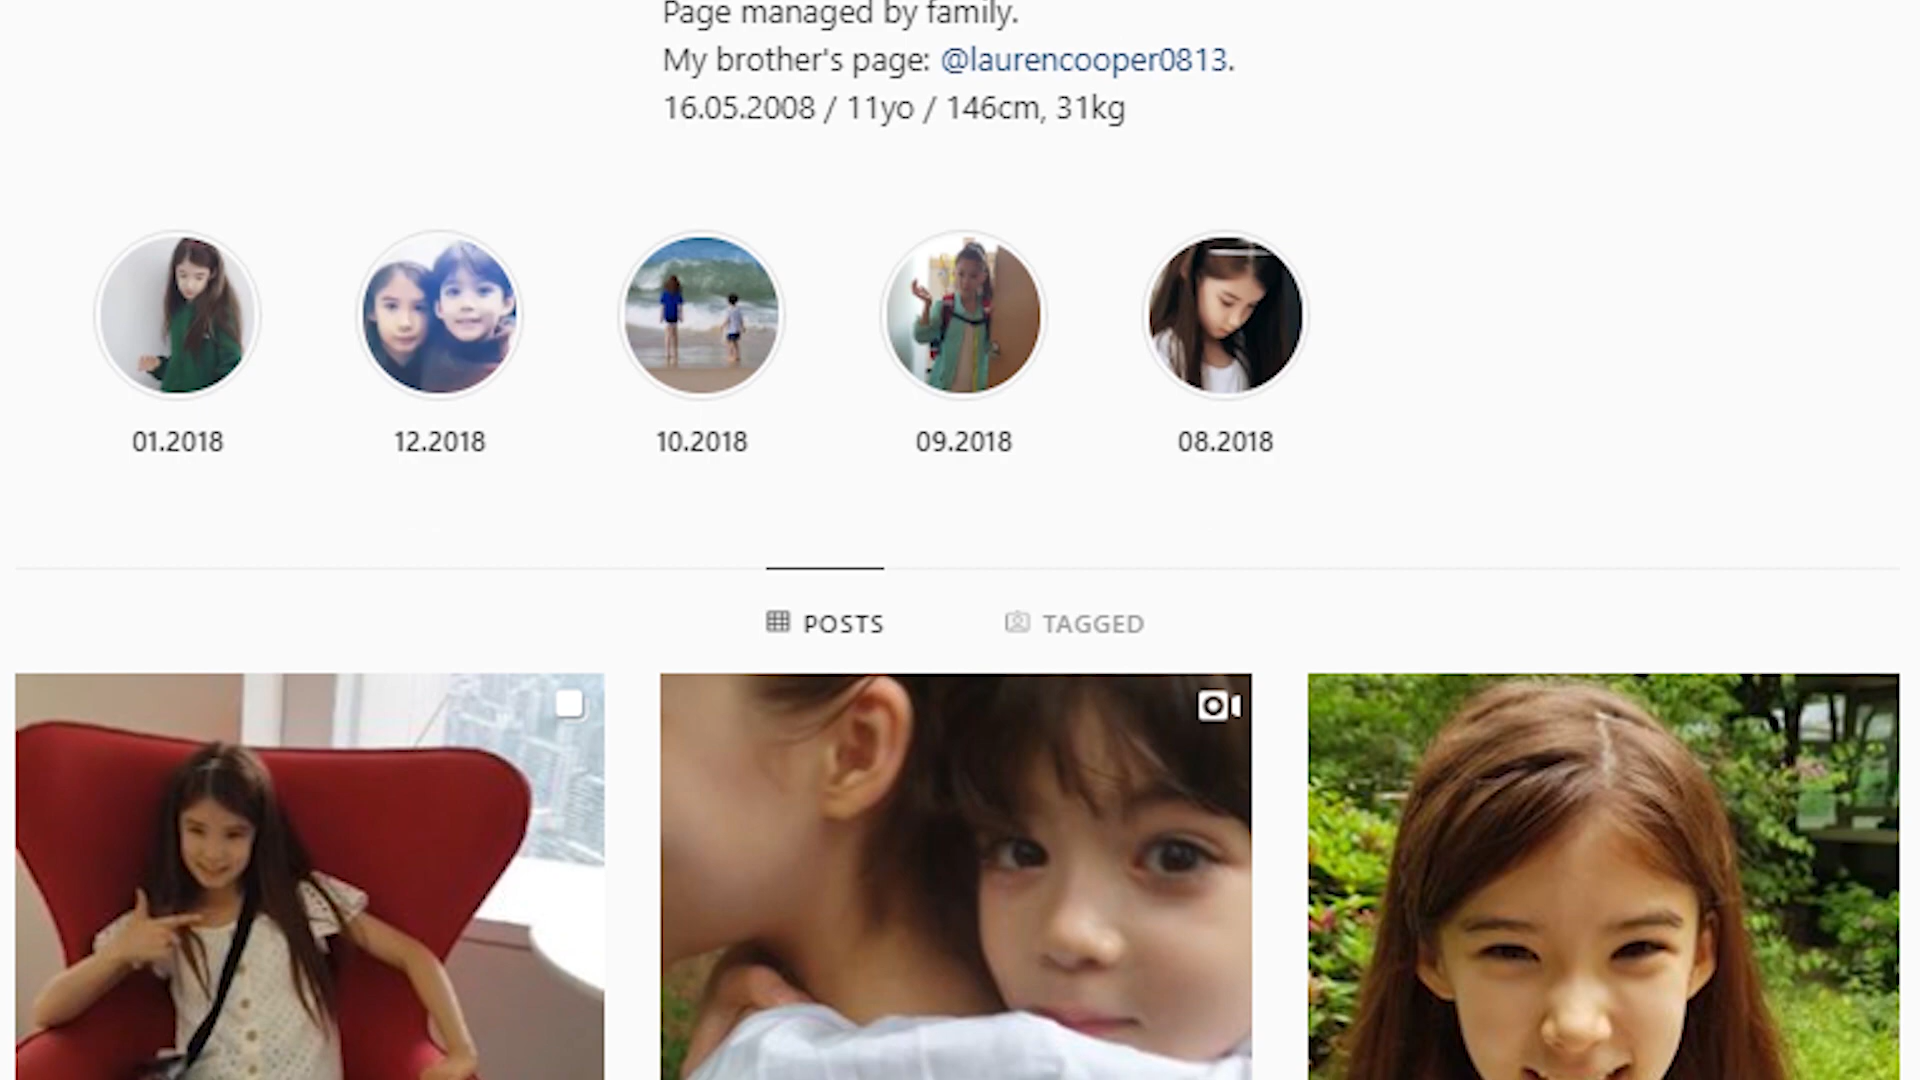 Page managed by family.
My brother's page: @laurencooper0813.
16.05.2008 / 11yo / 146cm, 31kg
01.2018
12.2018
10.2018
09.2018
08.2018
POSTS
TAGGED